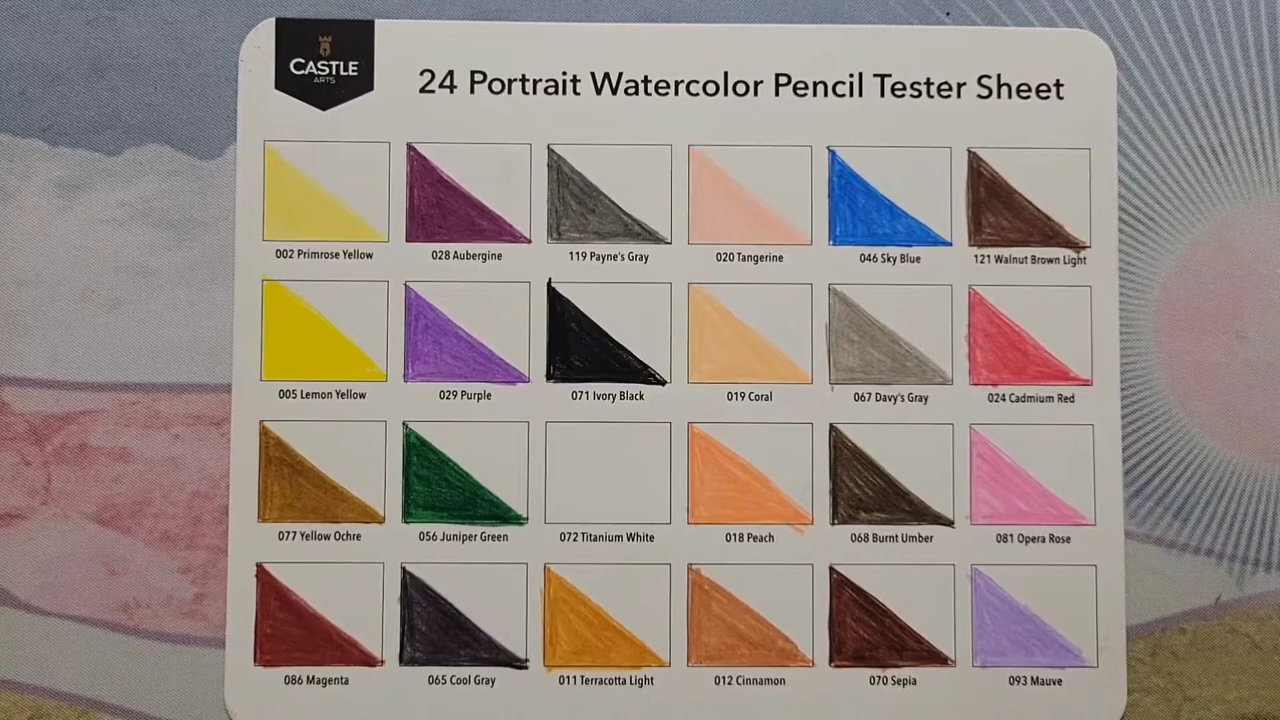 CASTLE
ARTS
24 Portrait Watercolor Pencil Tester Sheet
002 Primrose Yellow
028 Aubergine
119 Payne's Gray
020 Tangerine
046 Sky Blue
121 Walnut Brown Light
005 Lemon Yellow
029 Purple
071 Ivory Black
019 Coral
067 Davy's Gray
024 Cadmium Red
077 Yellow Ochre
056 Juniper Green
072 Titanium White
018 Peach
068 Burnt Umber
081 Opera Rose
086 Magenta
065 Cool Gray
011 Terracotta Light
012 Cinnamon
070 Sepia
093 Mauve